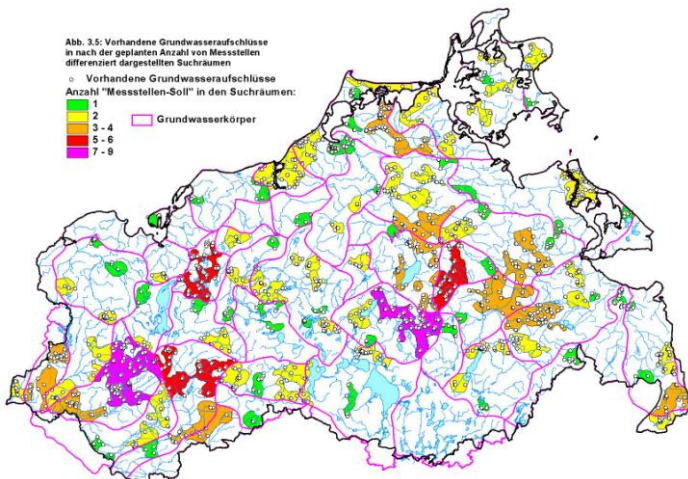 Abb. 3.5: Vorhandene Grundwasseraufschlüsse
in nach der geplanten Anzahl von Messstellen
differenziert dargestellten Suchräumen
Vorhandene Grundwasseraufschlüsse
Anzahl "Messstellen-Soll" in den Suchräumen:
1
2
3 - 4
5 - 6
7 - 9
Grundwasserkörper